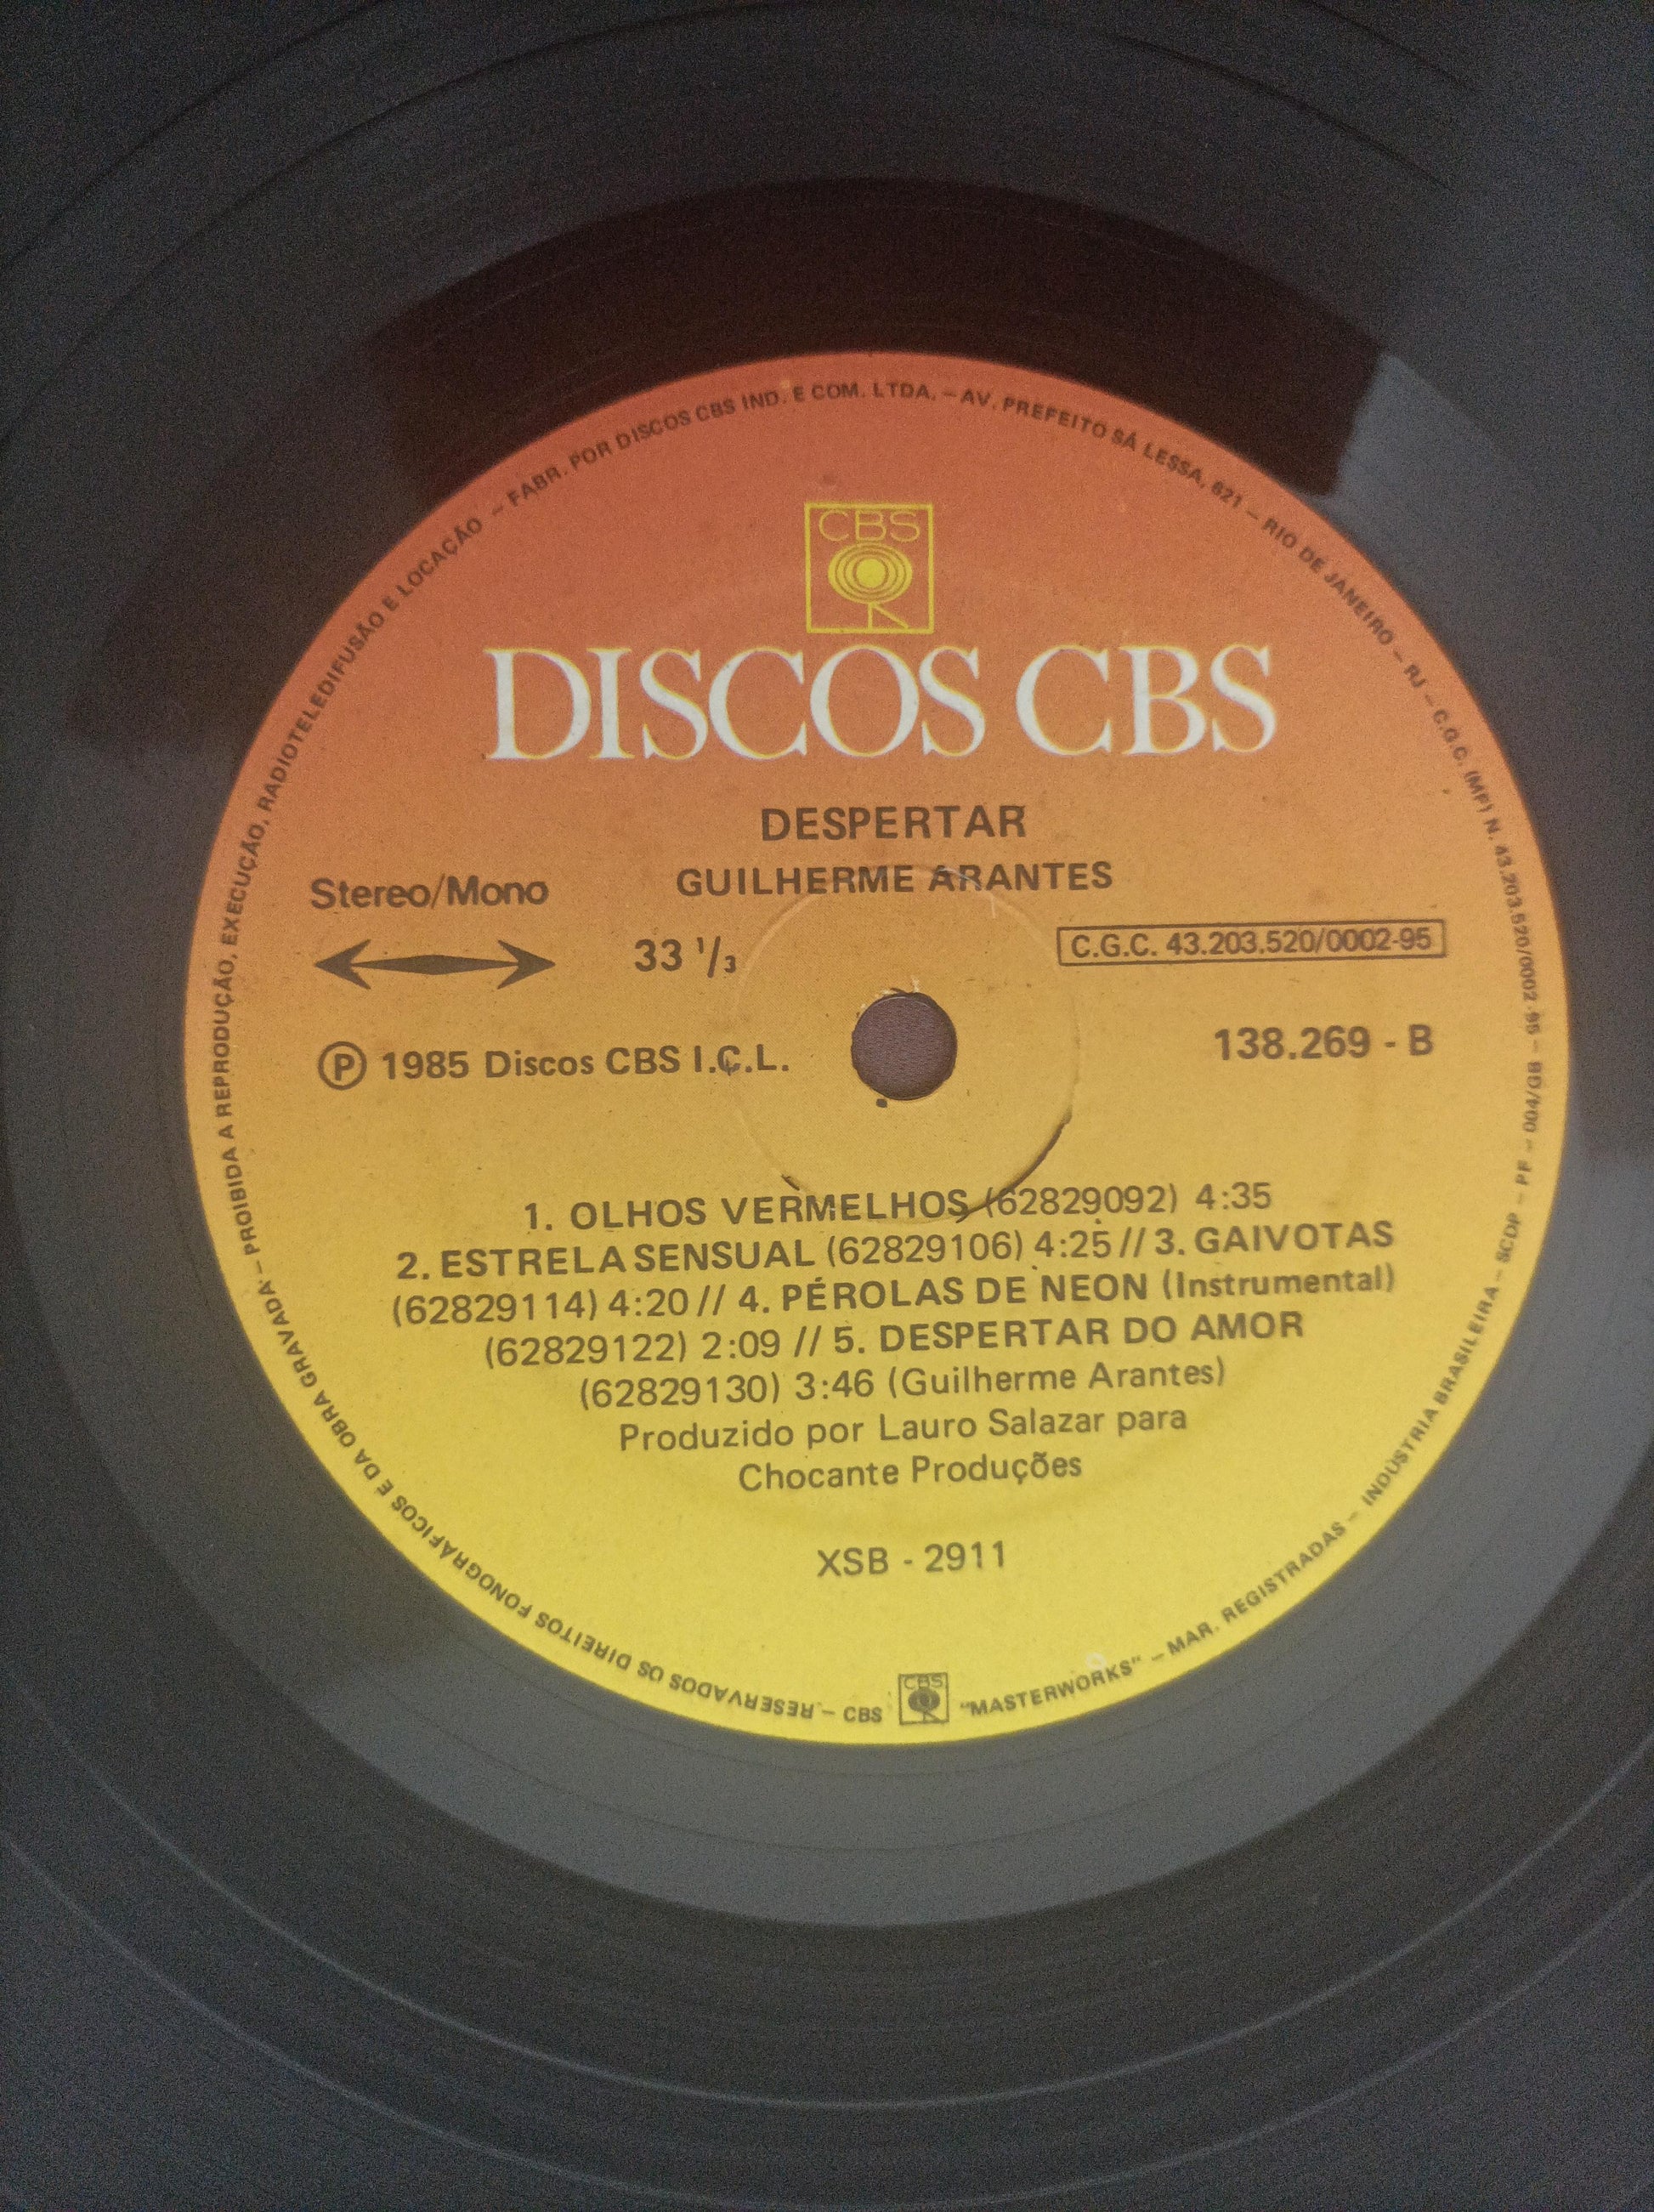 CBS
DISCOS CBS
DESPERTAR
GUILHERME ARANTES
Stereo/Mono
33 1/3
C.G.C. 43.203.520/0002-95
Ⓟ 1985 Discos CBS I.C.L.
138.269 - B
1. OLHOS VERMELHOS (62829092) 4:35
2. ESTRELA SENSUAL (62829106) 4:25 // 3. GAIVOTAS
(62829114) 4:20 // 4. PÉROLAS DE NEON (Instrumental)
(62829122) 2:09 // 5. DESPERTAR DO AMOR
(62829130) 3:46 (Guilherme Arantes)
Produzido por Lauro Salazar para
Chocante Produções
XSB - 2911
RESERVADOS OS DIREITOS FONOGRÁFICOS E DA OBRA GRAVADA - PROIBIDA A REPRODUÇÃO, EXECUÇÃO, RADIOTELEDIFUSÃO E LOCAÇÃO - FABR. POR DISCOS CBS IND. E COM. LTDA. - AV. PREFEITO SÁ LESSA, 621 - RIO DE JANEIRO - RJ - C.G.C. (MF) N. 43.203.520/0002-95 - BD/004 - PF - SCDP - INDÚSTRIA BRASILEIRA - MAR. REGISTRADAS - "MASTERWORKS" CBS CBS -